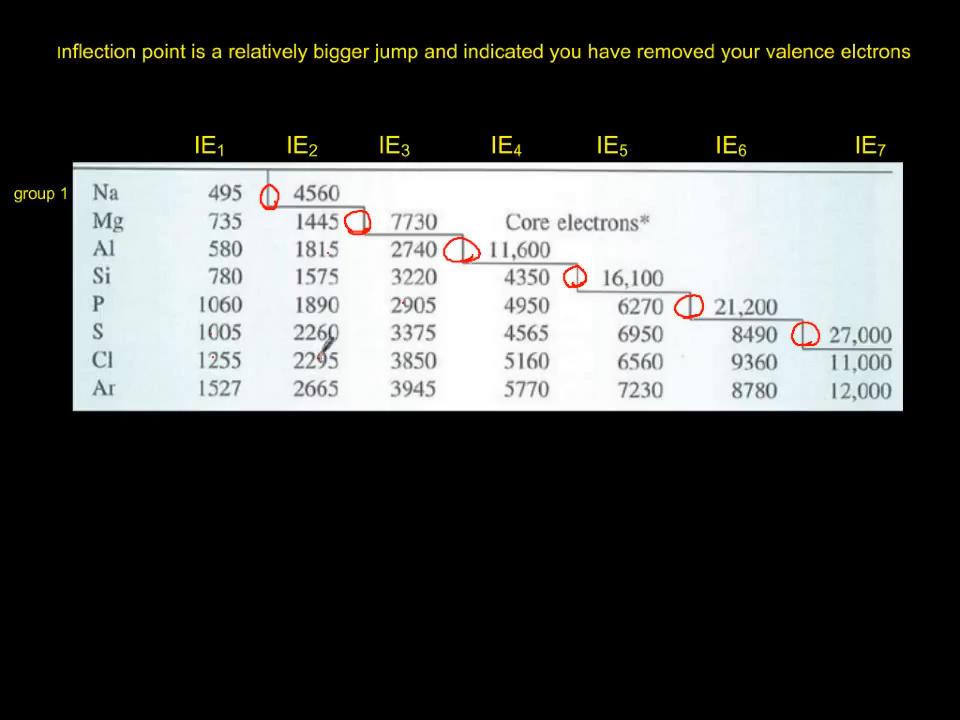 Inflection point is a relatively bigger jump and indicated you have removed your valence elctrons
IE1 IE2 IE3 IE4 IE5 IE6 IE7
group 1 Na 495 4560
Mg 735 1445 7730 Core electrons*
Al 580 1815 2740 11,600
Si 780 1575 3220 4350 16,100
P 1060 1890 2905 4950 6270 21,200
S 1005 2260 3375 4565 6950 8490 27,000
Cl 1255 2295 3850 5160 6560 9360 11,000
Ar 1527 2665 3945 5770 7230 8780 12,000